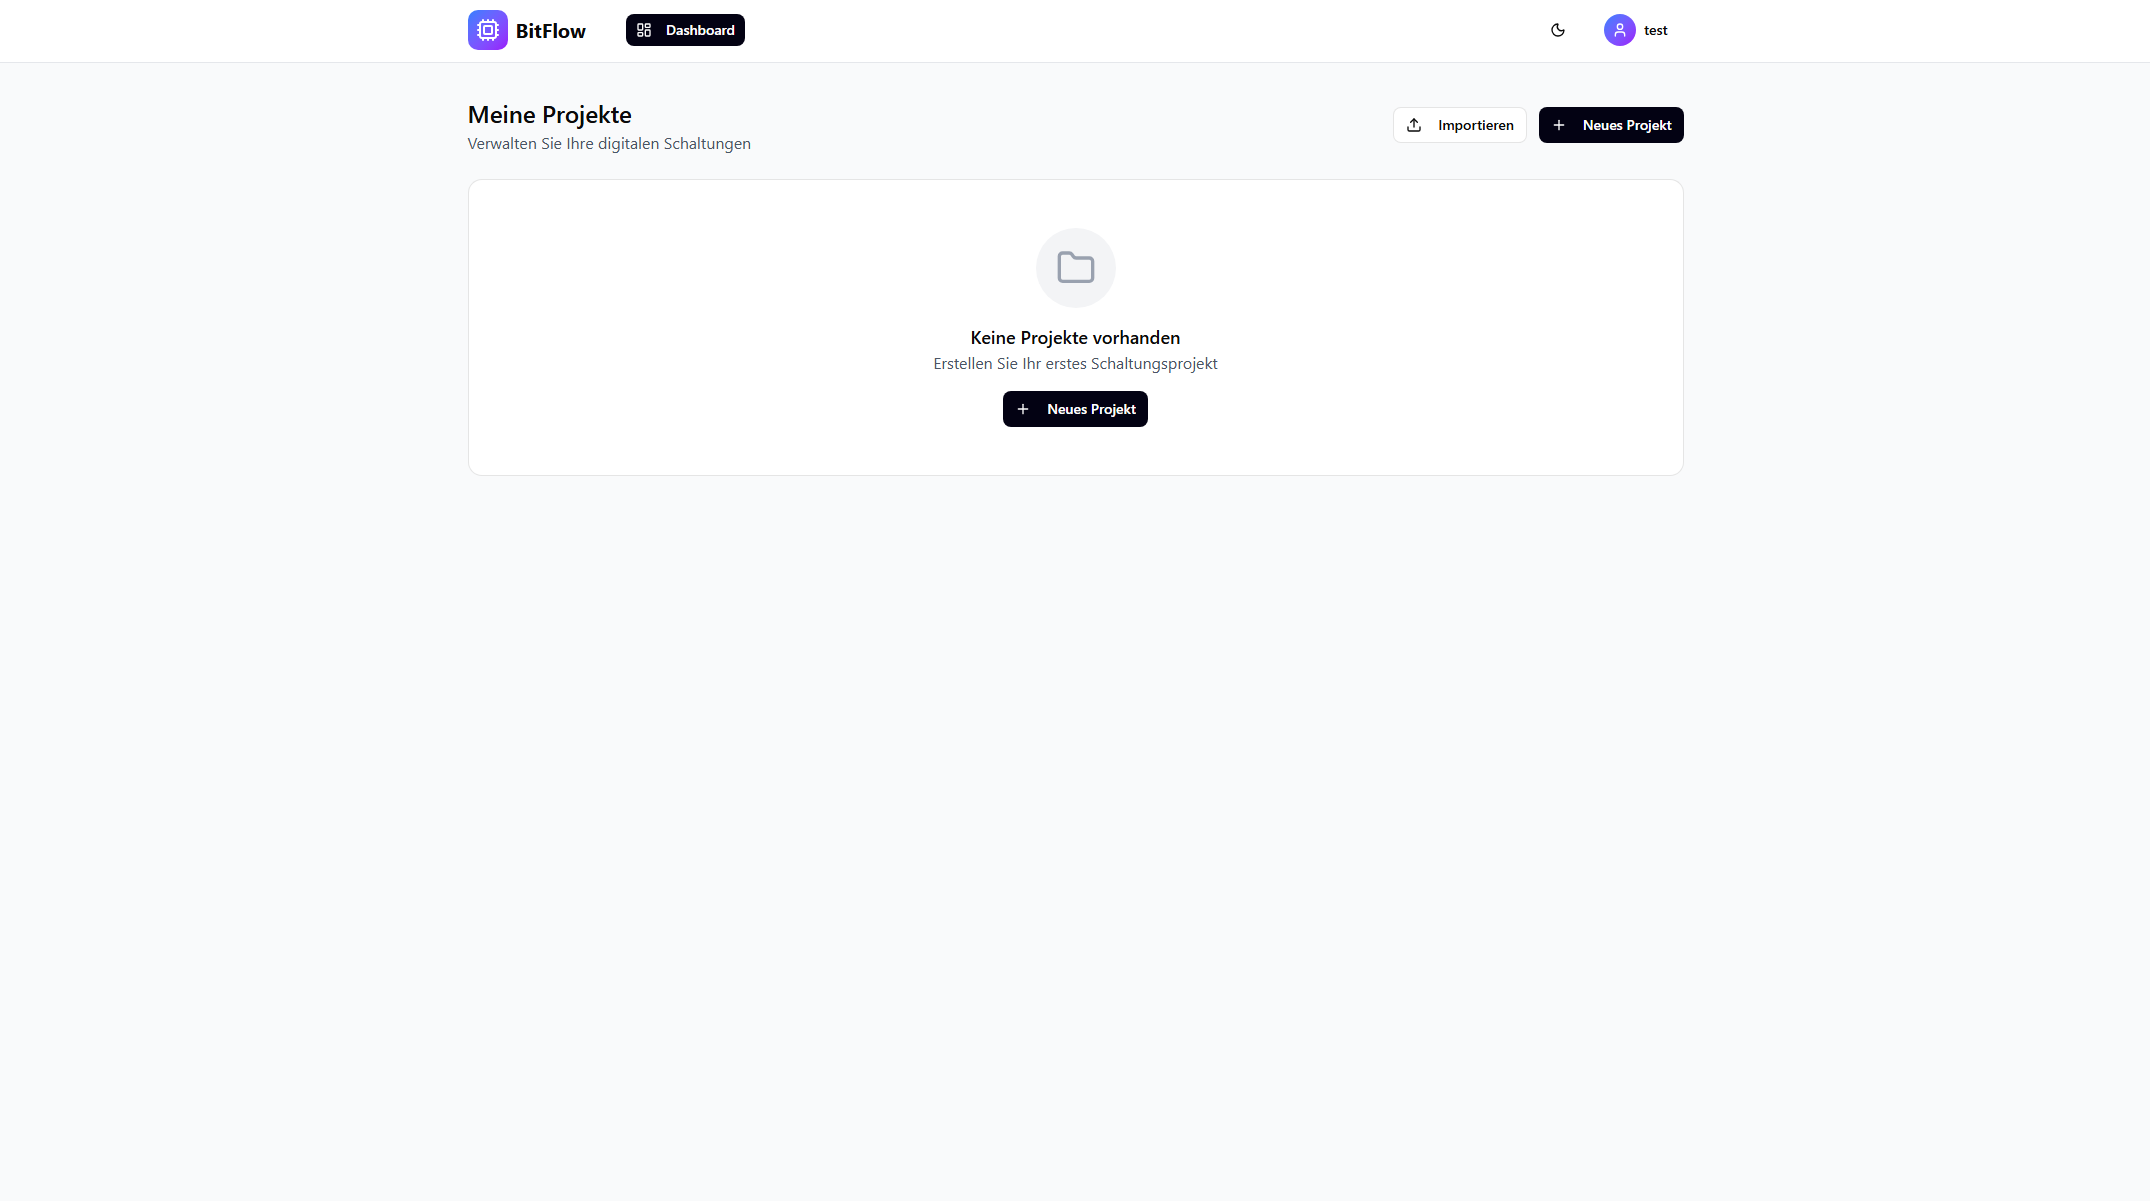 BitFlow
Dashboard
test
Meine Projekte
Verwalten Sie Ihre digitalen Schaltungen
Importieren
Neues Projekt
Keine Projekte vorhanden
Erstellen Sie Ihr erstes Schaltungsprojekt
Neues Projekt